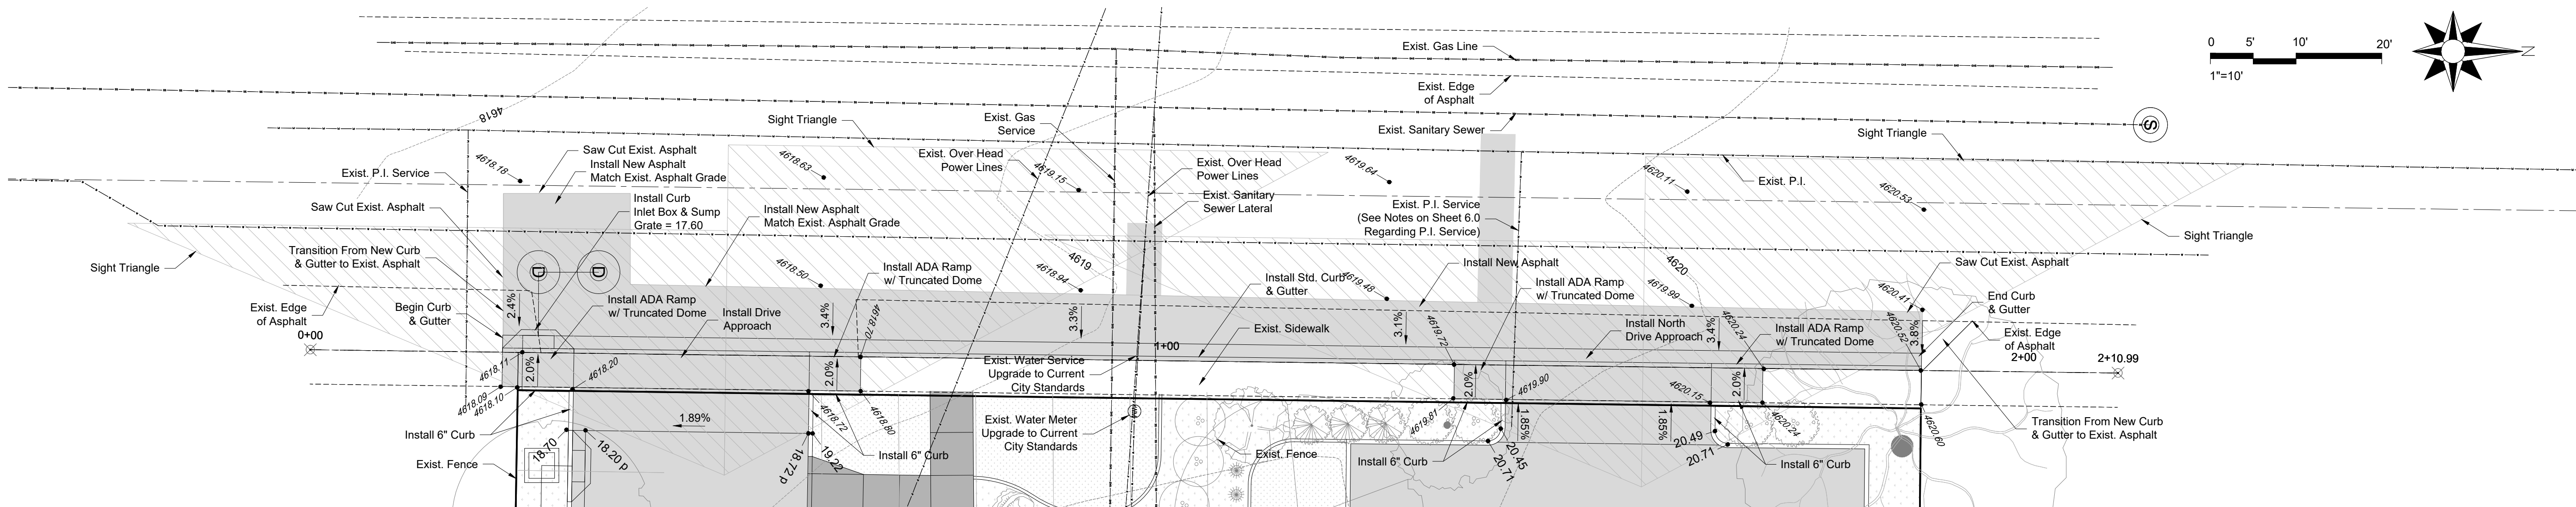 Exist. Gas Line
0 5' 10' 20'
1"=10'
N
Exist. Edge
of Asphalt
4618
Sight Triangle
Exist. Gas
Service
Exist. Sanitary Sewer
Sight Triangle
S
Saw Cut Exist. Asphalt
Install New Asphalt
Match Exist. Asphalt Grade
4618.18
4618.63
Exist. Over Head
Power Lines
4619.15
Exist. Over Head
Power Lines
4619.64
4620.11
4620.53
Exist. P.I. Service
Exist. P.I.
Saw Cut Exist. Asphalt
Install Curb
Inlet Box & Sump
Grate = 17.60
Install New Asphalt
Match Exist. Asphalt Grade
Exist. Sanitary
Sewer Lateral
Exist. P.I. Service
(See Notes on Sheet 6.0
Regarding P.I. Service)
Sight Triangle
Sight Triangle
Transition From New Curb
& Gutter to Exist. Asphalt
D
D
4618.50
Install ADA Ramp
w/ Truncated Dome
4618.94
4619
Install Std. Curb
& Gutter
4619.48
Install New Asphalt
Install ADA Ramp
w/ Truncated Dome
4620
4619.99
Saw Cut Exist. Asphalt
4620.41
Exist. Edge
of Asphalt
Begin Curb
& Gutter
2.4%
Install ADA Ramp
w/ Truncated Dome
Install Drive
Approach
3.4%
4618.70
3.3%
Exist. Sidewalk
3.1%
4619.72
Install North
Drive Approach
3.4%
4620.24
Install ADA Ramp
w/ Truncated Dome
4620.52
3.8%
End Curb
& Gutter
Exist. Edge
of Asphalt
0+00
1+00
2+00
2+10.99
4618.11
2.0%
4618.20
2.0%
Exist. Water Service
Upgrade to Current
City Standards
2.0%
4619.90
4620.15
2.0%
4618.09
4618.10
1.89%
4618.72
4618.80
Exist. Water Meter
Upgrade to Current
City Standards
4619.81
1.85%
1.85%
4620.24
4620.60
Transition From New Curb
& Gutter to Exist. Asphalt
Install 6" Curb
18.70
18.20 p
18.72 p
19.22
Install 6" Curb
Exist. Fence
Exist. Fence
Install 6" Curb
20.45
20.71
20.49
20.71
Install 6" Curb